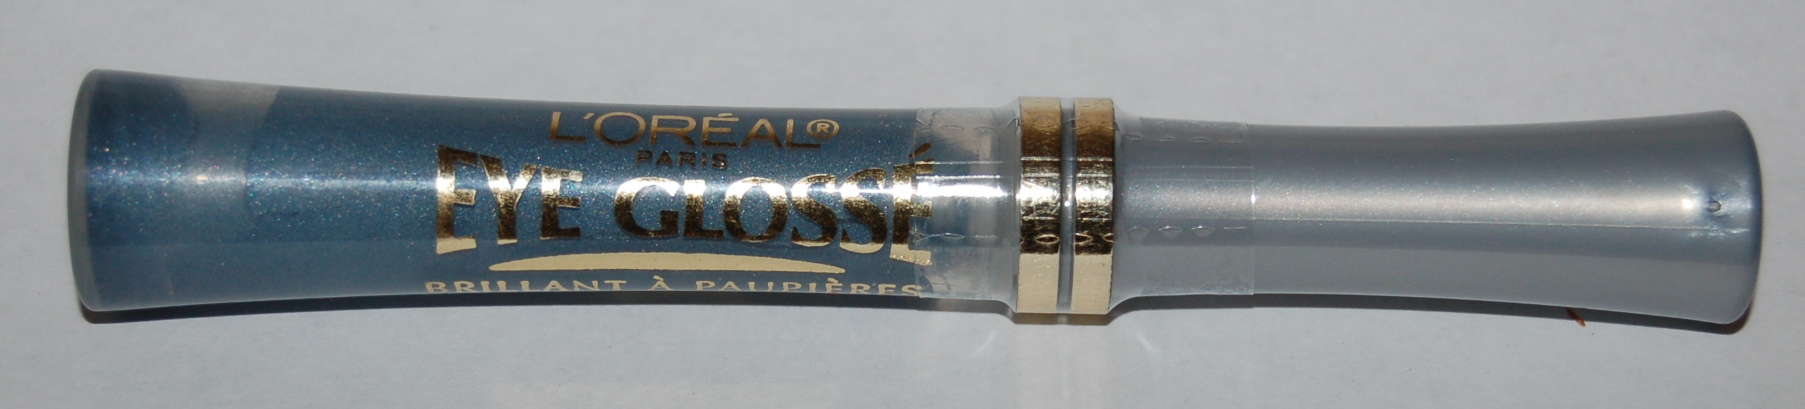 L'ORÉAL®
PARIS
EYE GLOSSÉ
BRILLANT À PAUPIÈRES